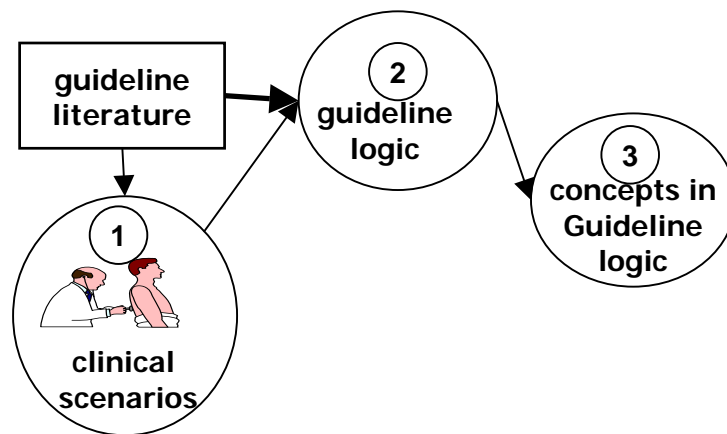 guideline
literature
2
guideline
logic
3
concepts in
Guideline
logic
1
clinical
scenarios